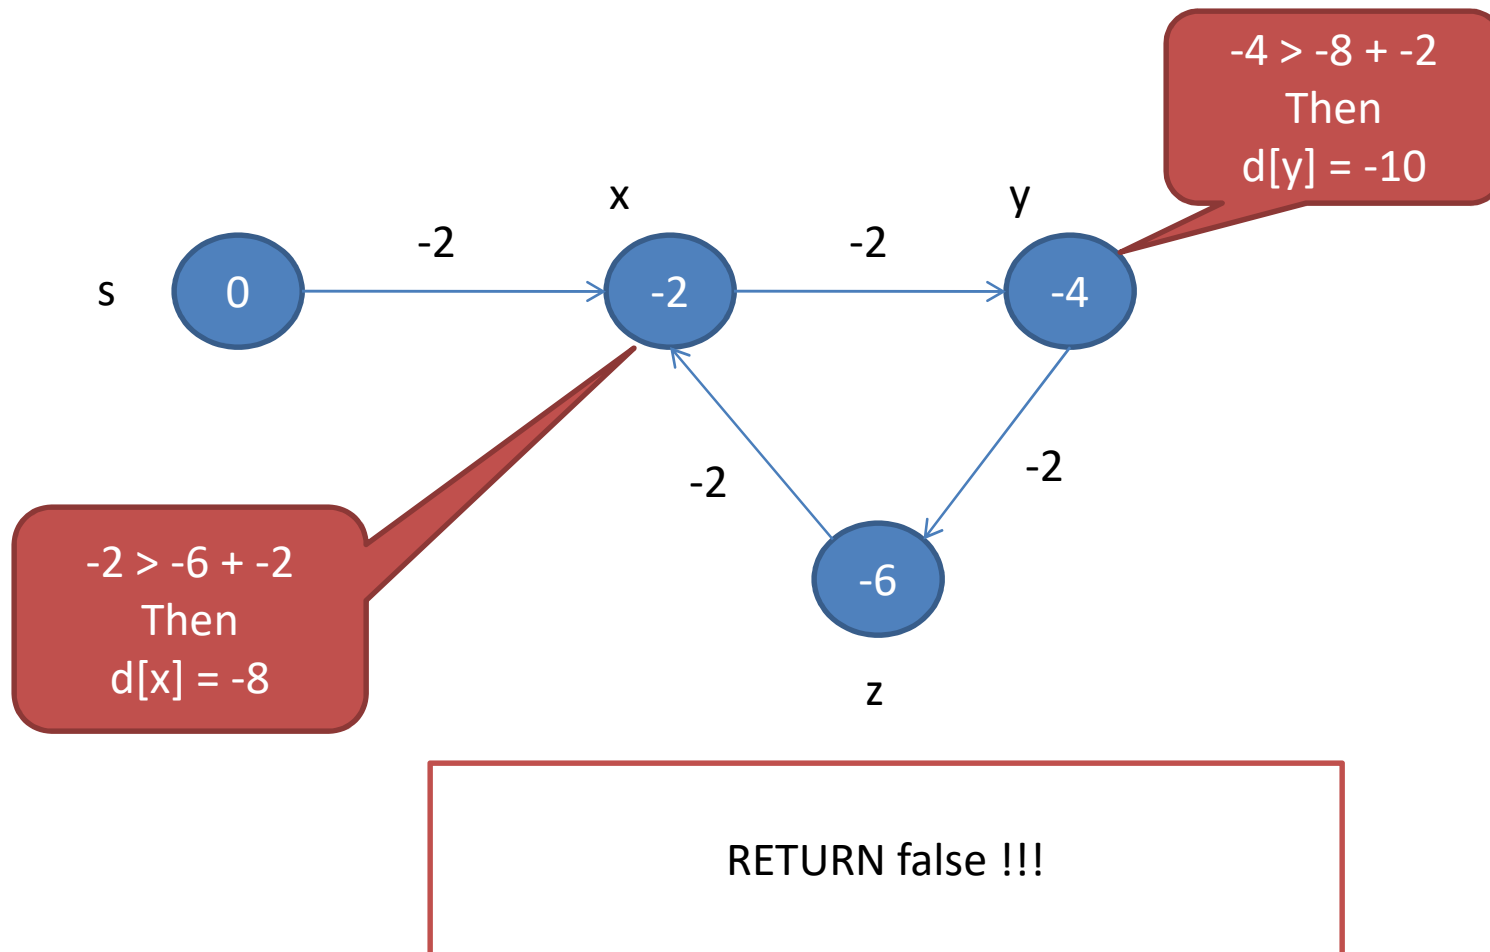 -4 > -8 + -2
Then
d[y] = -10
x
y
-2
-2
s
0
-2
-4
-2
-2
-2 > -6 + -2
Then
d[x] = -8
-6
z
RETURN false !!!